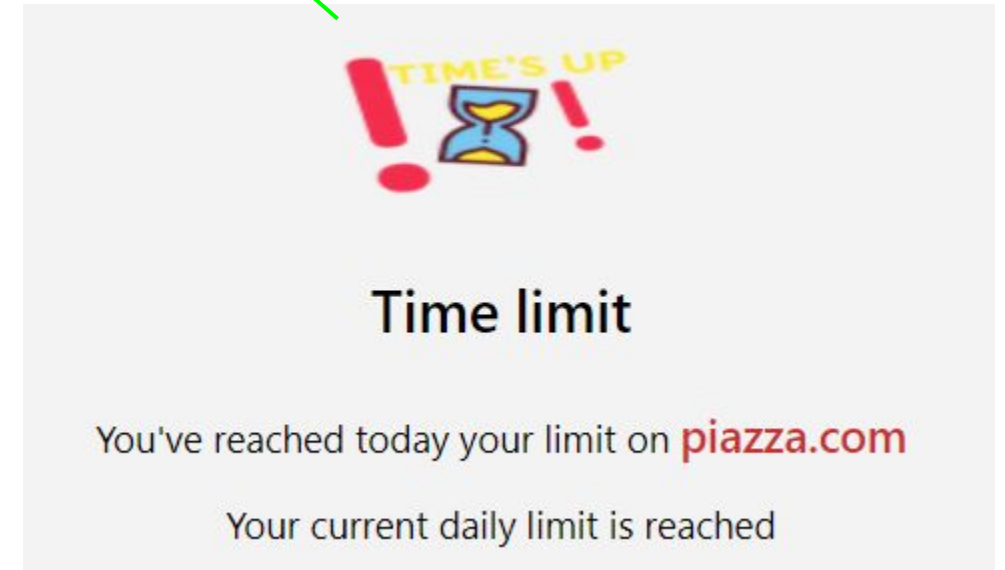 TIME'S UP
Time limit
You've reached today your limit on piazza.com
Your current daily limit is reached